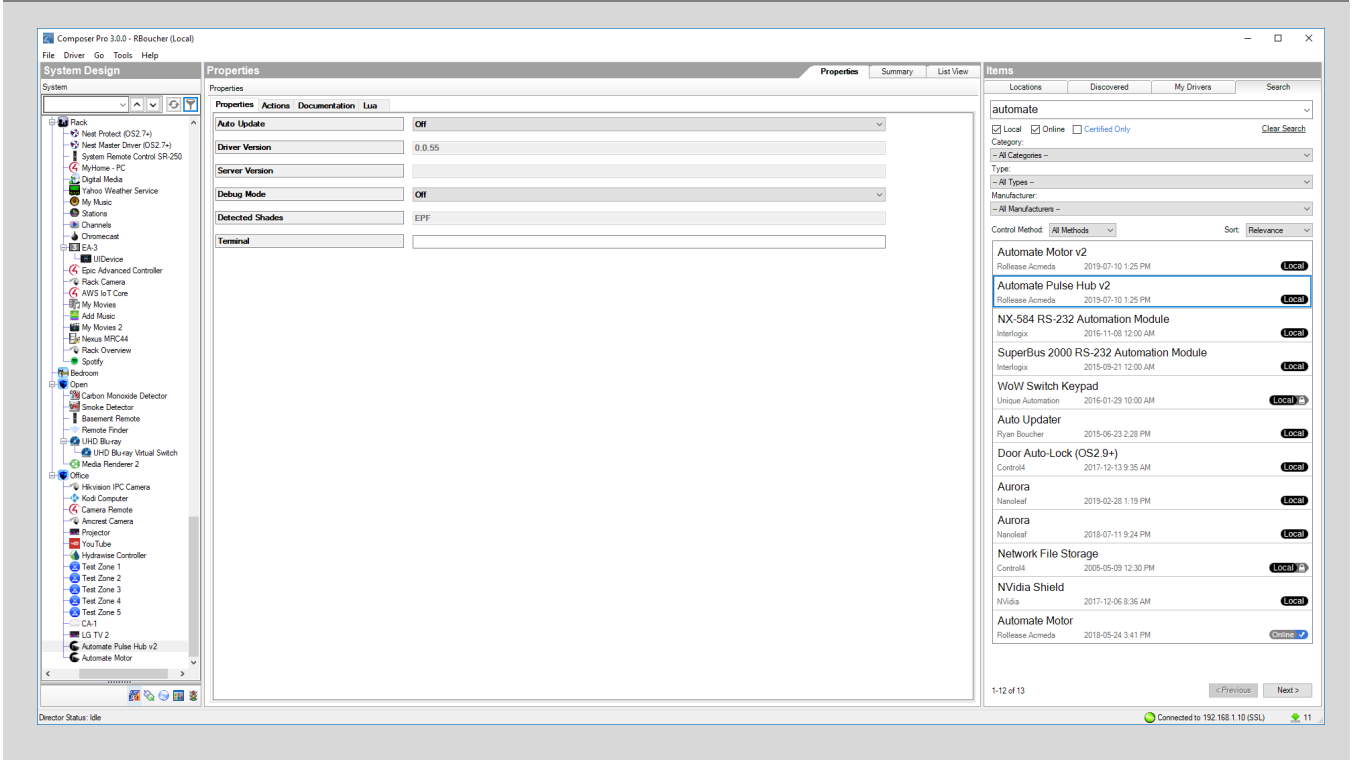 Composer Pro 3.0.0 - RBoucher (Local)
File Driver Go Tools Help
System Design
System
Rack
Nest Protect (OS2.7+)
Nest Master Driver (OS2.7+)
System Remote Control SR-250
MyHome - PC
Digital Media
Yahoo Weather Service
My Music
Stations
Channels
Chromecast
EA-3
UIDevice
Epic Advanced Controller
Rack Camera
AWS IoT Core
My Movies
Add Music
My Movies 2
Nexus MRC44
Rack Overview
Spotify
Bedroom
Open
Carbon Monoxide Detector
Smoke Detector
Basement Remote
Remote Finder
UHD Blu-ray
UHD Blu-ray Virtual Switch
Media Renderer 2
Office
Hikvision IPC Camera
Kodi Computer
Camera Remote
Amcrest Camera
Projector
YouTube
Hydrawise Controller
Test Zone 1
Test Zone 2
Test Zone 3
Test Zone 4
Test Zone 5
CA-1
LG TV 2
Automate Pulse Hub v2
Automate Motor
Director Status: Idle
Properties
Properties Summary List View
Properties
Properties Actions Documentation Lua
Auto Update Off
Driver Version 0.0.55
Server Version
Debug Mode Off
Detected Shades EPF
Terminal
Items
Locations Discovered My Drivers Search
automate
Local Online Certified Only Clear Search
Category:
-- All Categories --
Type:
-- All Types --
Manufacturer:
-- All Manufacturers --
Control Method: All Methods Sort: Relevance
Automate Motor v2
Rollease Acmeda 2019-07-10 1:25 PM Local
Automate Pulse Hub v2
Rollease Acmeda 2019-07-10 1:25 PM Local
NX-584 RS-232 Automation Module
Interlogix 2016-11-08 12:00 AM Local
SuperBus 2000 RS-232 Automation Module
Interlogix 2015-09-21 12:00 AM Local
WoW Switch Keypad
Unique Automation 2016-01-29 10:00 AM Local
Auto Updater
Ryan Boucher 2015-06-23 2:28 PM Local
Door Auto-Lock (OS2.9+)
Control4 2017-12-13 9:35 AM Local
Aurora
Nanoleaf 2019-02-28 1:19 PM Local
Aurora
Nanoleaf 2018-07-11 9:24 PM Local
Network File Storage
Control4 2005-05-09 12:30 PM Local
NVidia Shield
NVidia 2017-12-06 8:36 AM Local
Automate Motor
Rollease Acmeda 2018-05-24 3:41 PM Online
1-12 of 13 < Previous Next >
Connected to 192.168.1.10 (SSL) 11